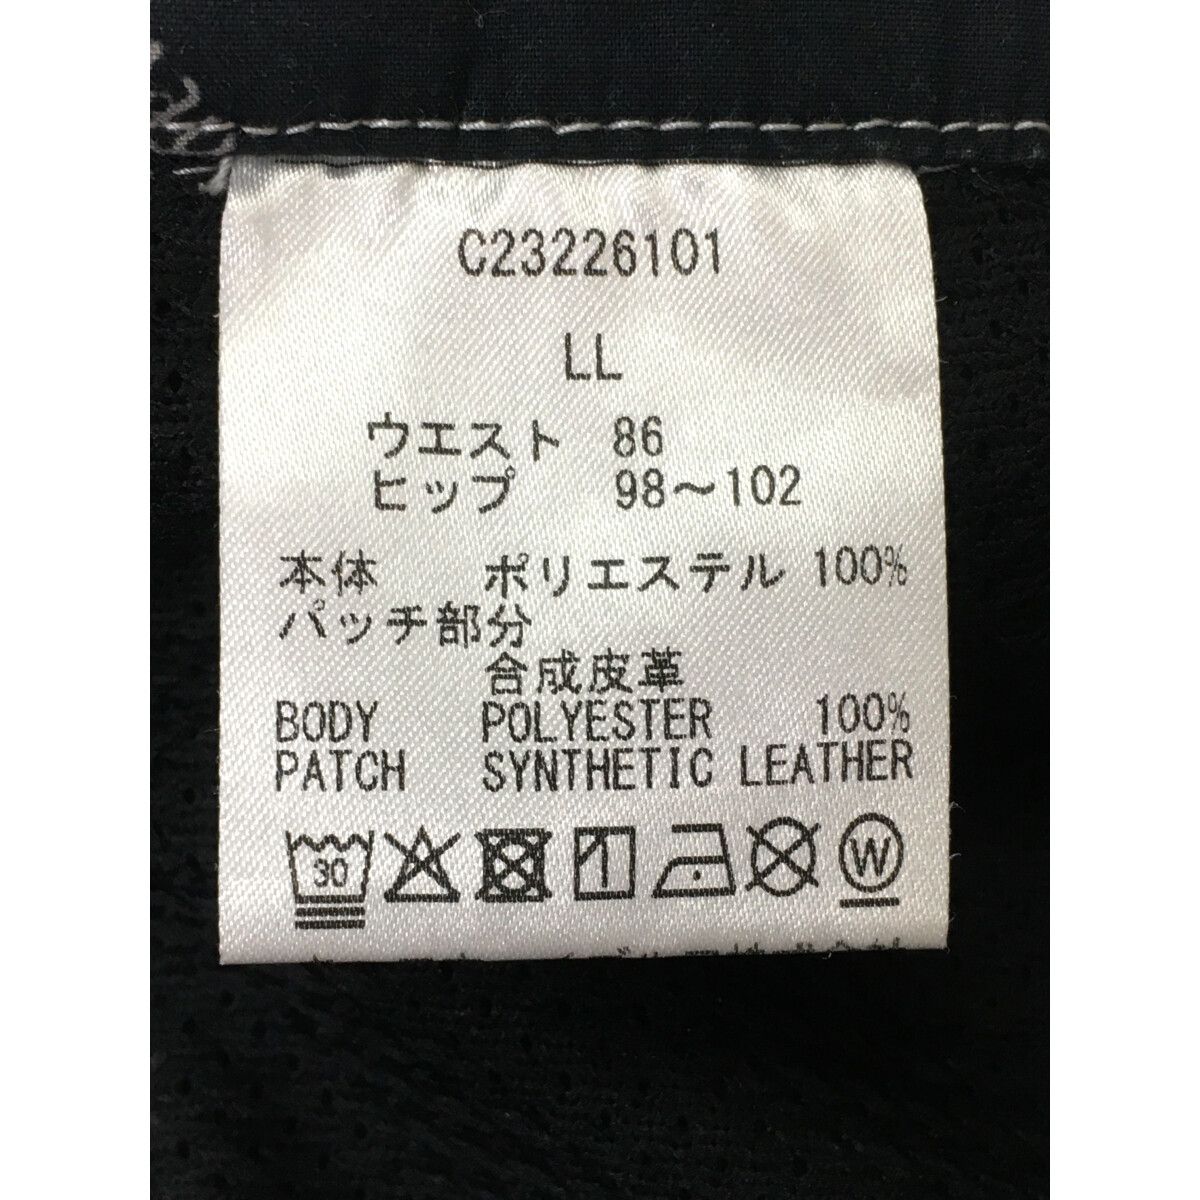 C23226101
LL
ウエスト 86
ヒップ 98～102
本体 ポリエステル 100%
パッチ部分
合成皮革
BODY POLYESTER 100%
PATCH SYNTHETIC LEATHER
30
W